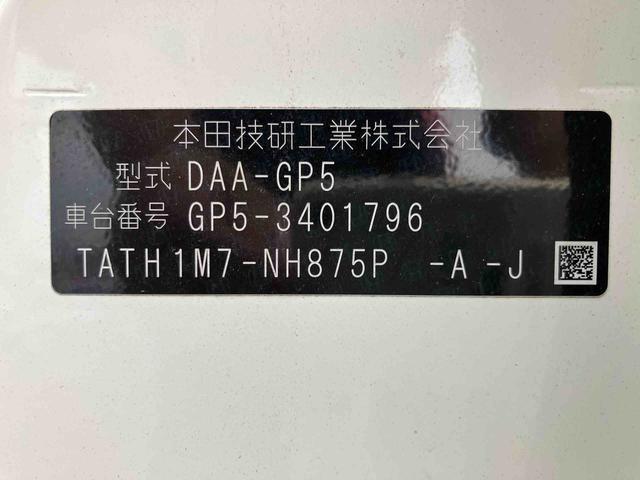 本田技研工業株式会社
型式 DAA-GP5
車台番号 GP5-3401796
TATH1M7-NH875P -A -J